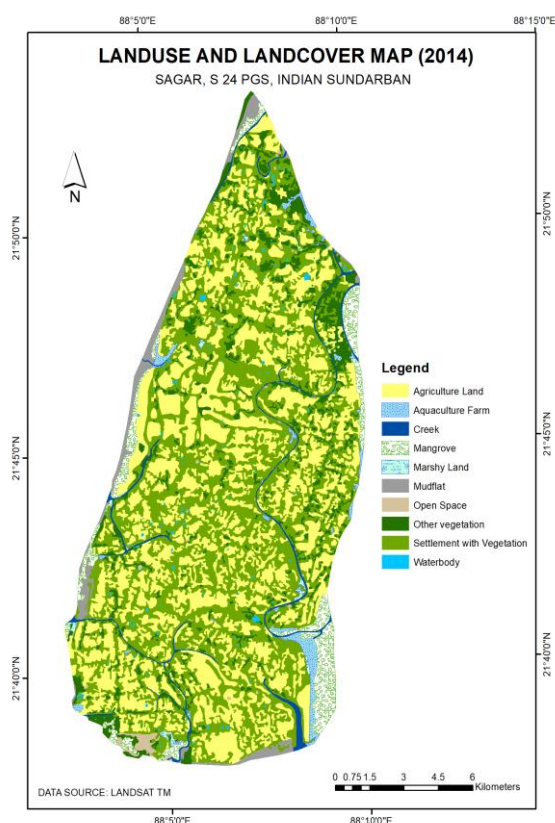 88°5'0"E 88°10'0"E 88°15'0"E
LANDUSE AND LANDCOVER MAP (2014)
SAGAR, S 24 PGS, INDIAN SUNDARBAN
N
21°50'0"N 21°50'0"N
Legend
Agriculture Land
Aquaculture Farm
Creek
Mangrove
Marshy Land
Mudflat
Open Space
Other vegetation
Settlement with Vegetation
Waterbody
21°45'0"N 21°45'0"N
21°40'0"N 21°40'0"N
0 0.75 1.5 3 4.5 6
Kilometers
DATA SOURCE: LANDSAT TM
88°5'0"E 88°10'0"E